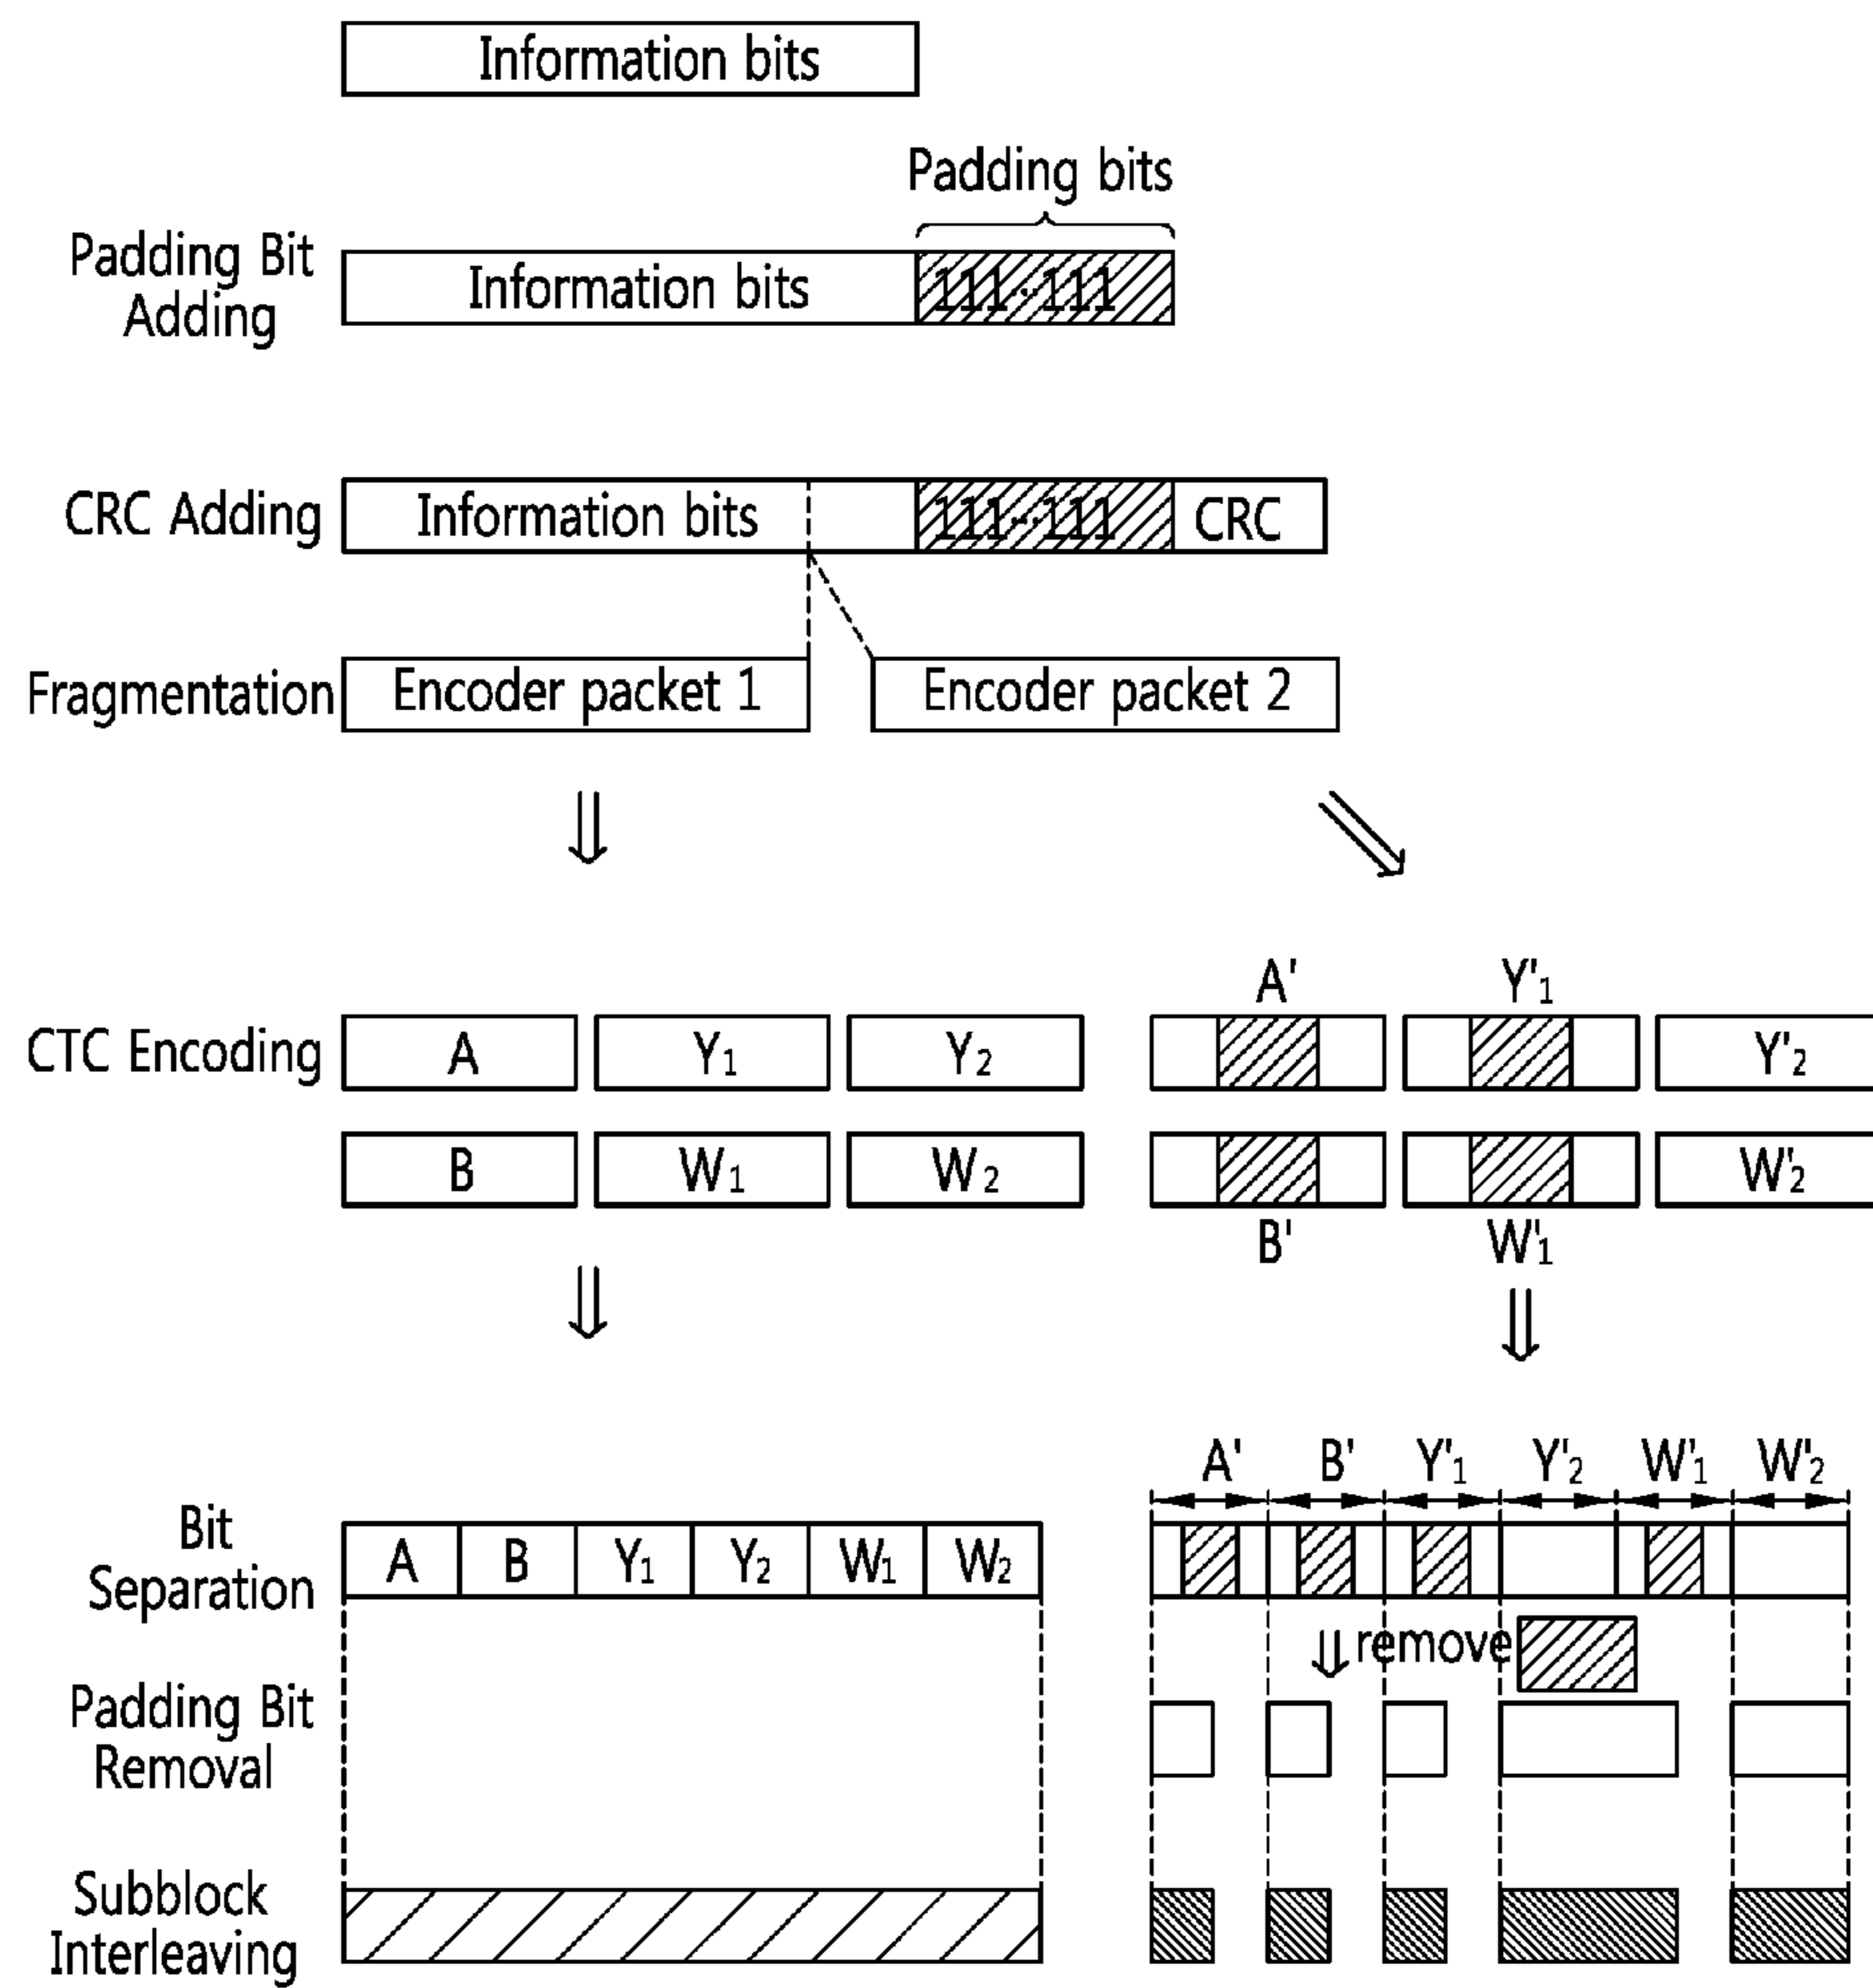 Information bits
Padding bits
Padding Bit
Adding
Information bits
111···111
CRC Adding
Information bits
111···111
CRC
Fragmentation
Encoder packet 1
Encoder packet 2
A'
Y'1
CTC Encoding
A
Y1
Y2
Y'2
B
W1
W2
W'2
B'
W'1
A'
B'
Y'1
Y'2
W'1
W'2
Bit
Separation
A
B
Y1
Y2
W1
W2
remove
Padding Bit
Removal
Subblock
Interleaving